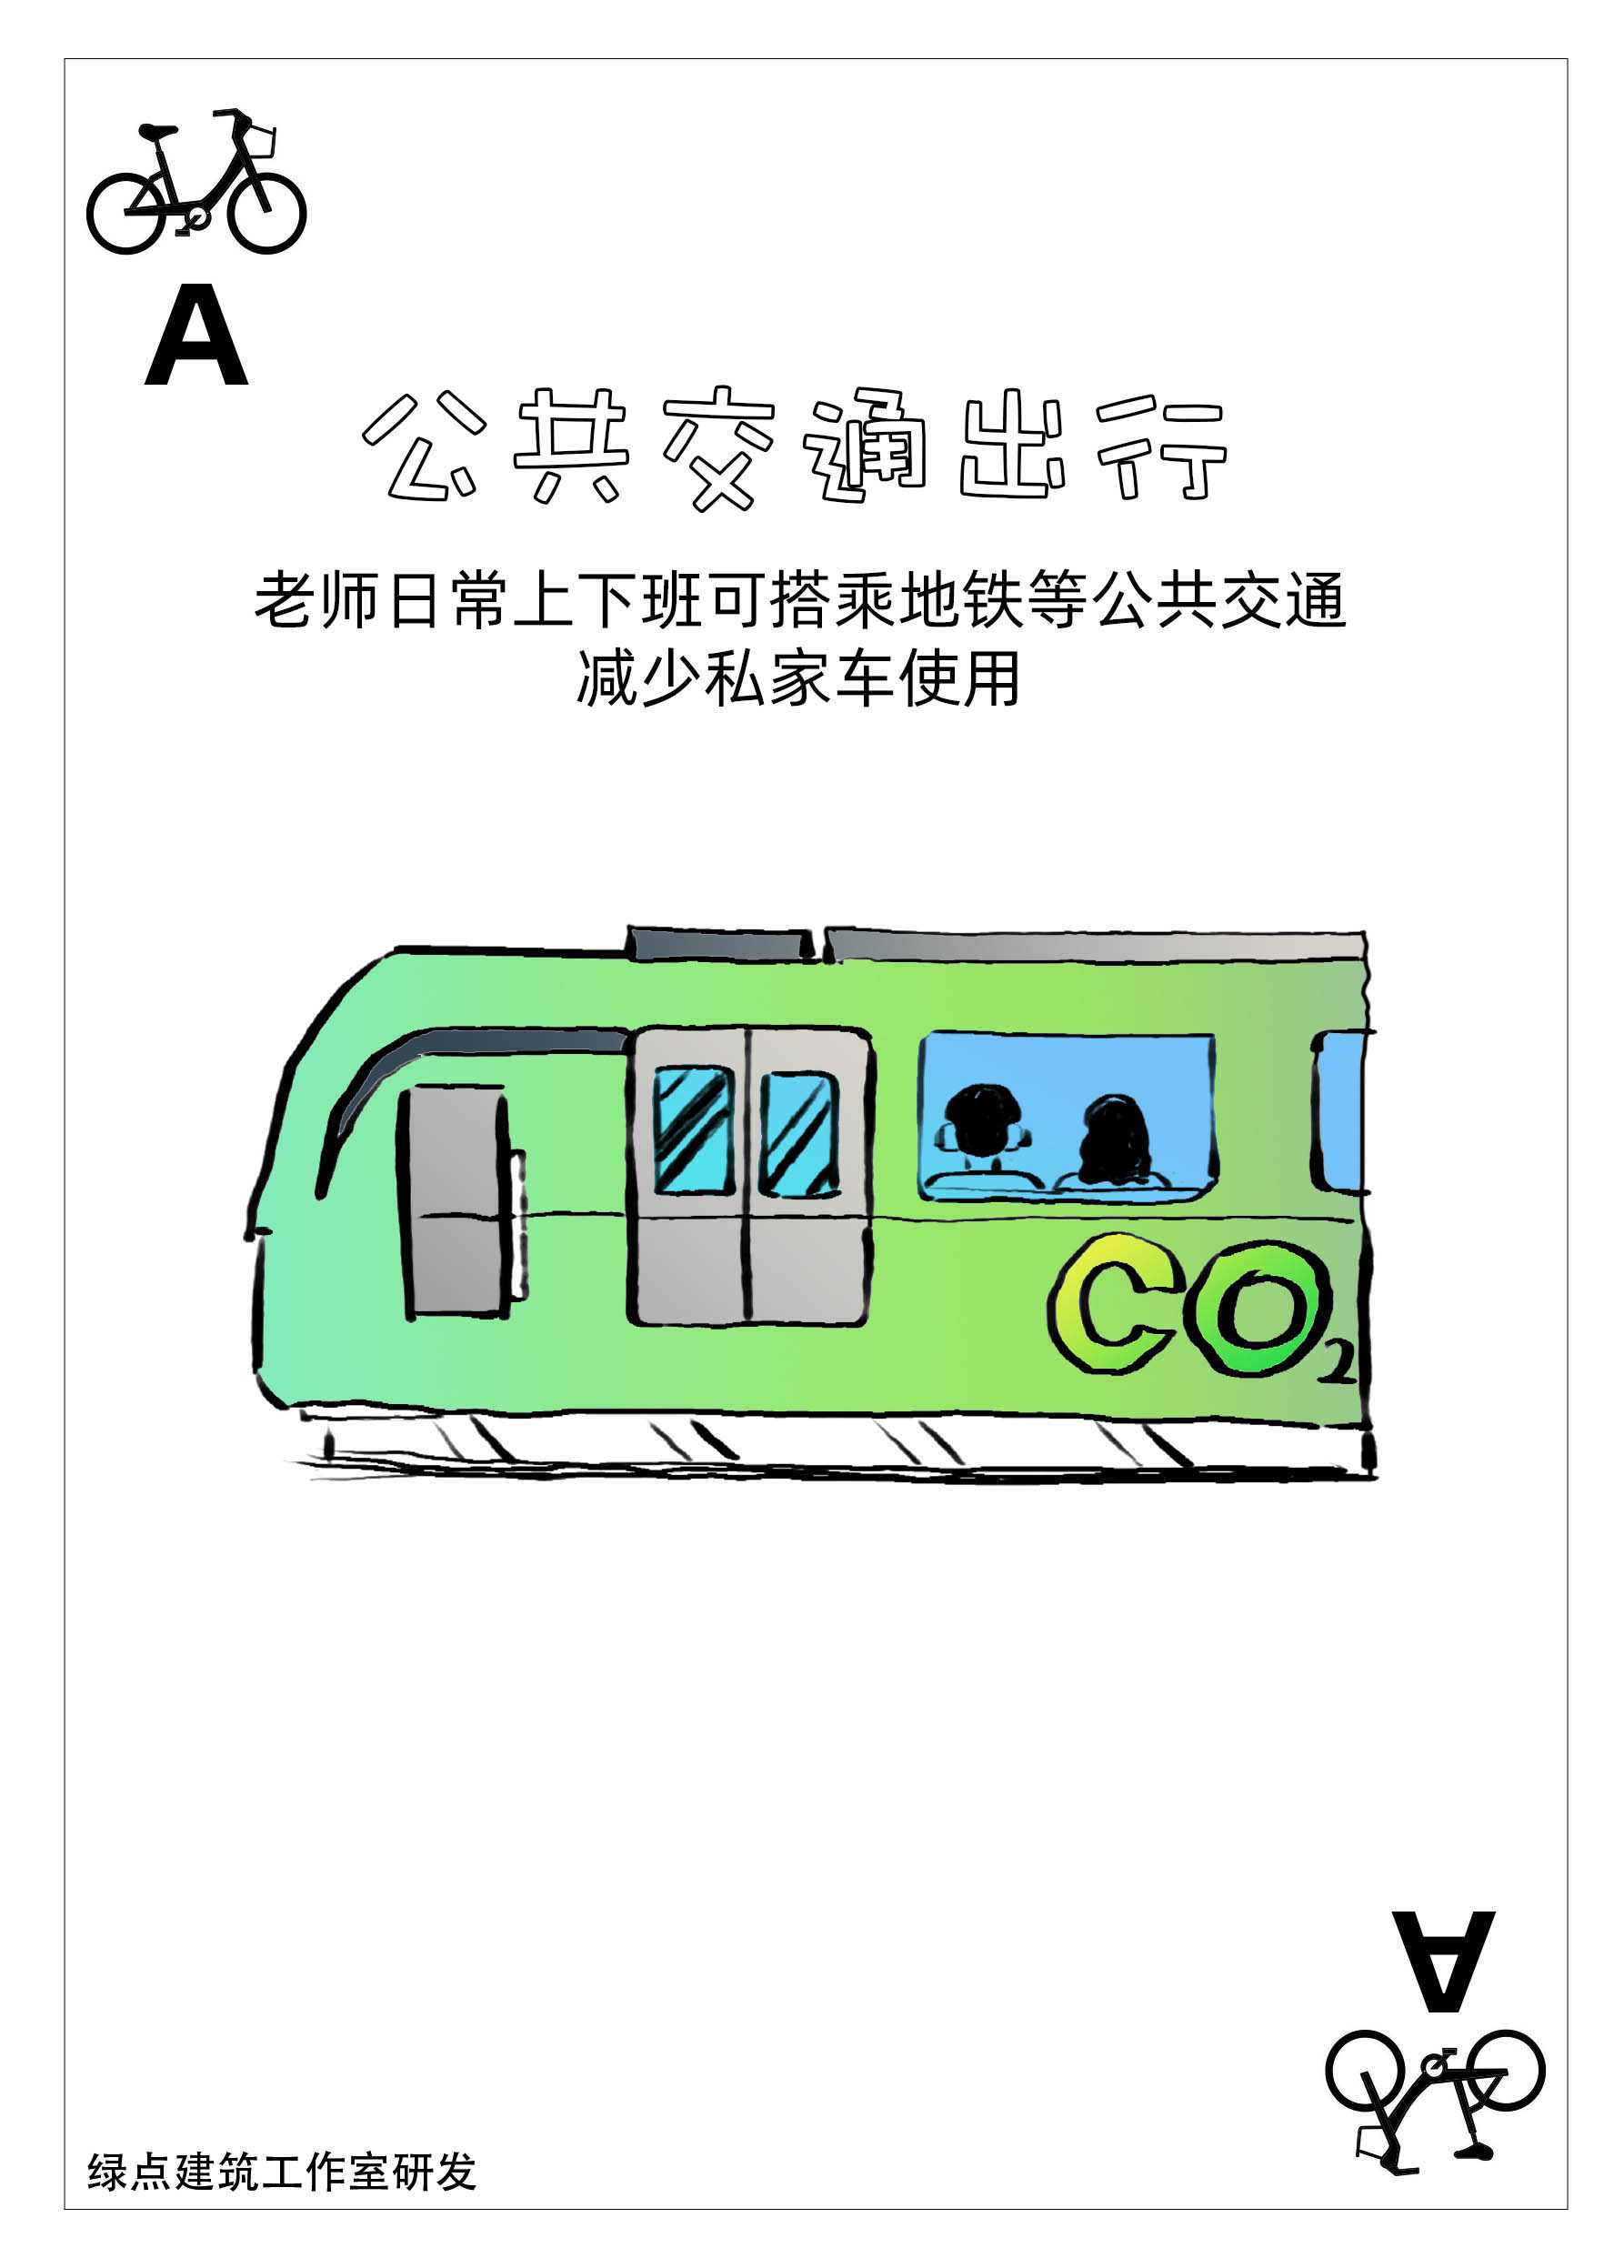 A
公共交通出行
老师日常上下班可搭乘地铁等公共交通
减少私家车使用
CO₂
A
绿点建筑工作室研发